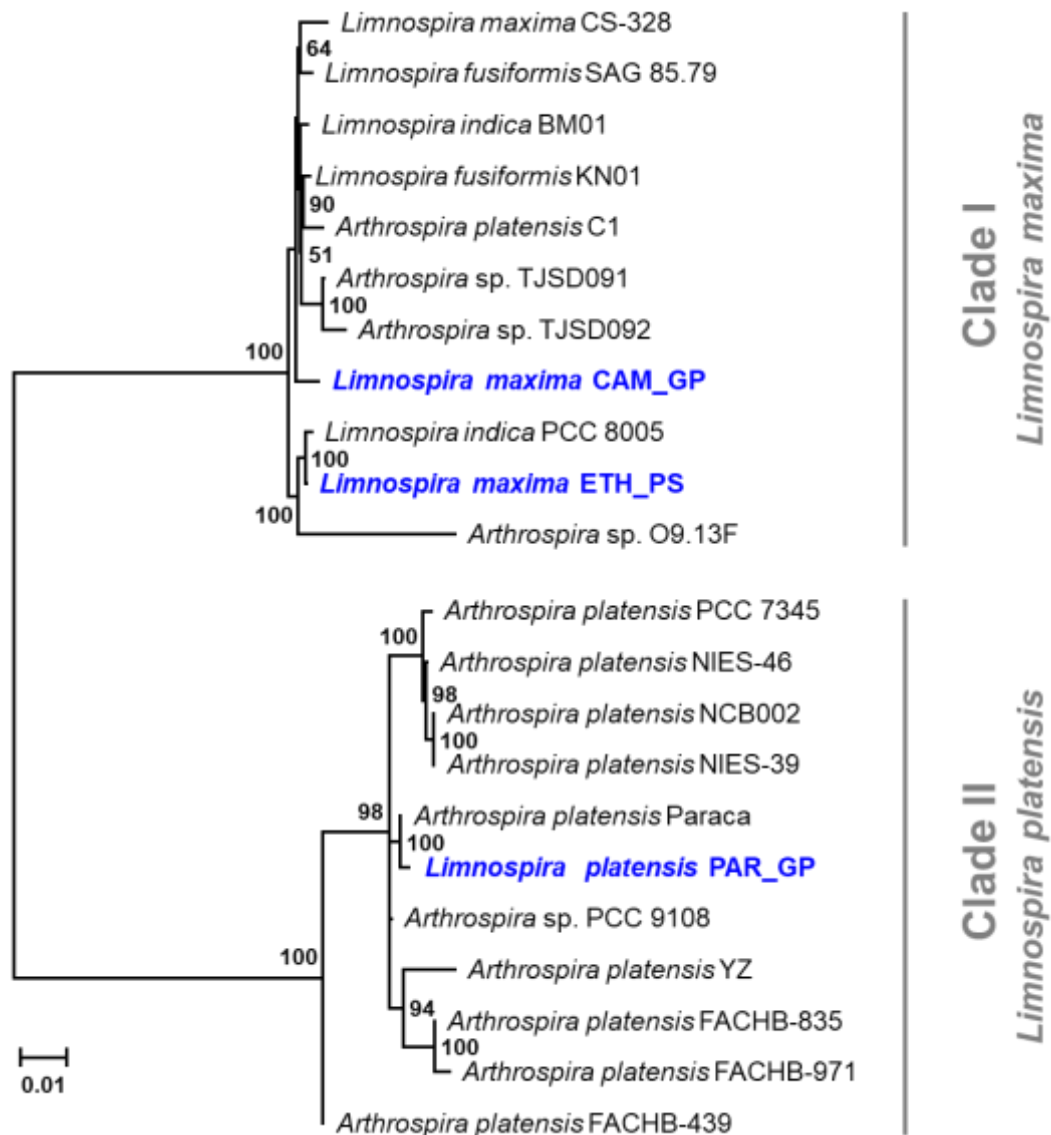 Limnospira maxima CS-328
64
Limnospira fusiformis SAG 85.79
Limnospira indica BM01
Limnospira fusiformis KN01
90
Arthrospira platensis C1
51
Arthrospira sp. TJSD091
100
Arthrospira sp. TJSD092
100
Limnospira maxima CAM_GP
Limnospira indica PCC 8005
100
Limnospira maxima ETH_PS
100
Arthrospira sp. O9.13F
Clade I
Limnospira maxima
Arthrospira platensis PCC 7345
100
Arthrospira platensis NIES-46
98
Arthrospira platensis NCB002
100
Arthrospira platensis NIES-39
98
Arthrospira platensis Paraca
100
Limnospira platensis PAR_GP
Arthrospira sp. PCC 9108
100
Arthrospira platensis YZ
94
Arthrospira platensis FACHB-835
100
Arthrospira platensis FACHB-971
Arthrospira platensis FACHB-439
Clade II
Limnospira platensis
0.01